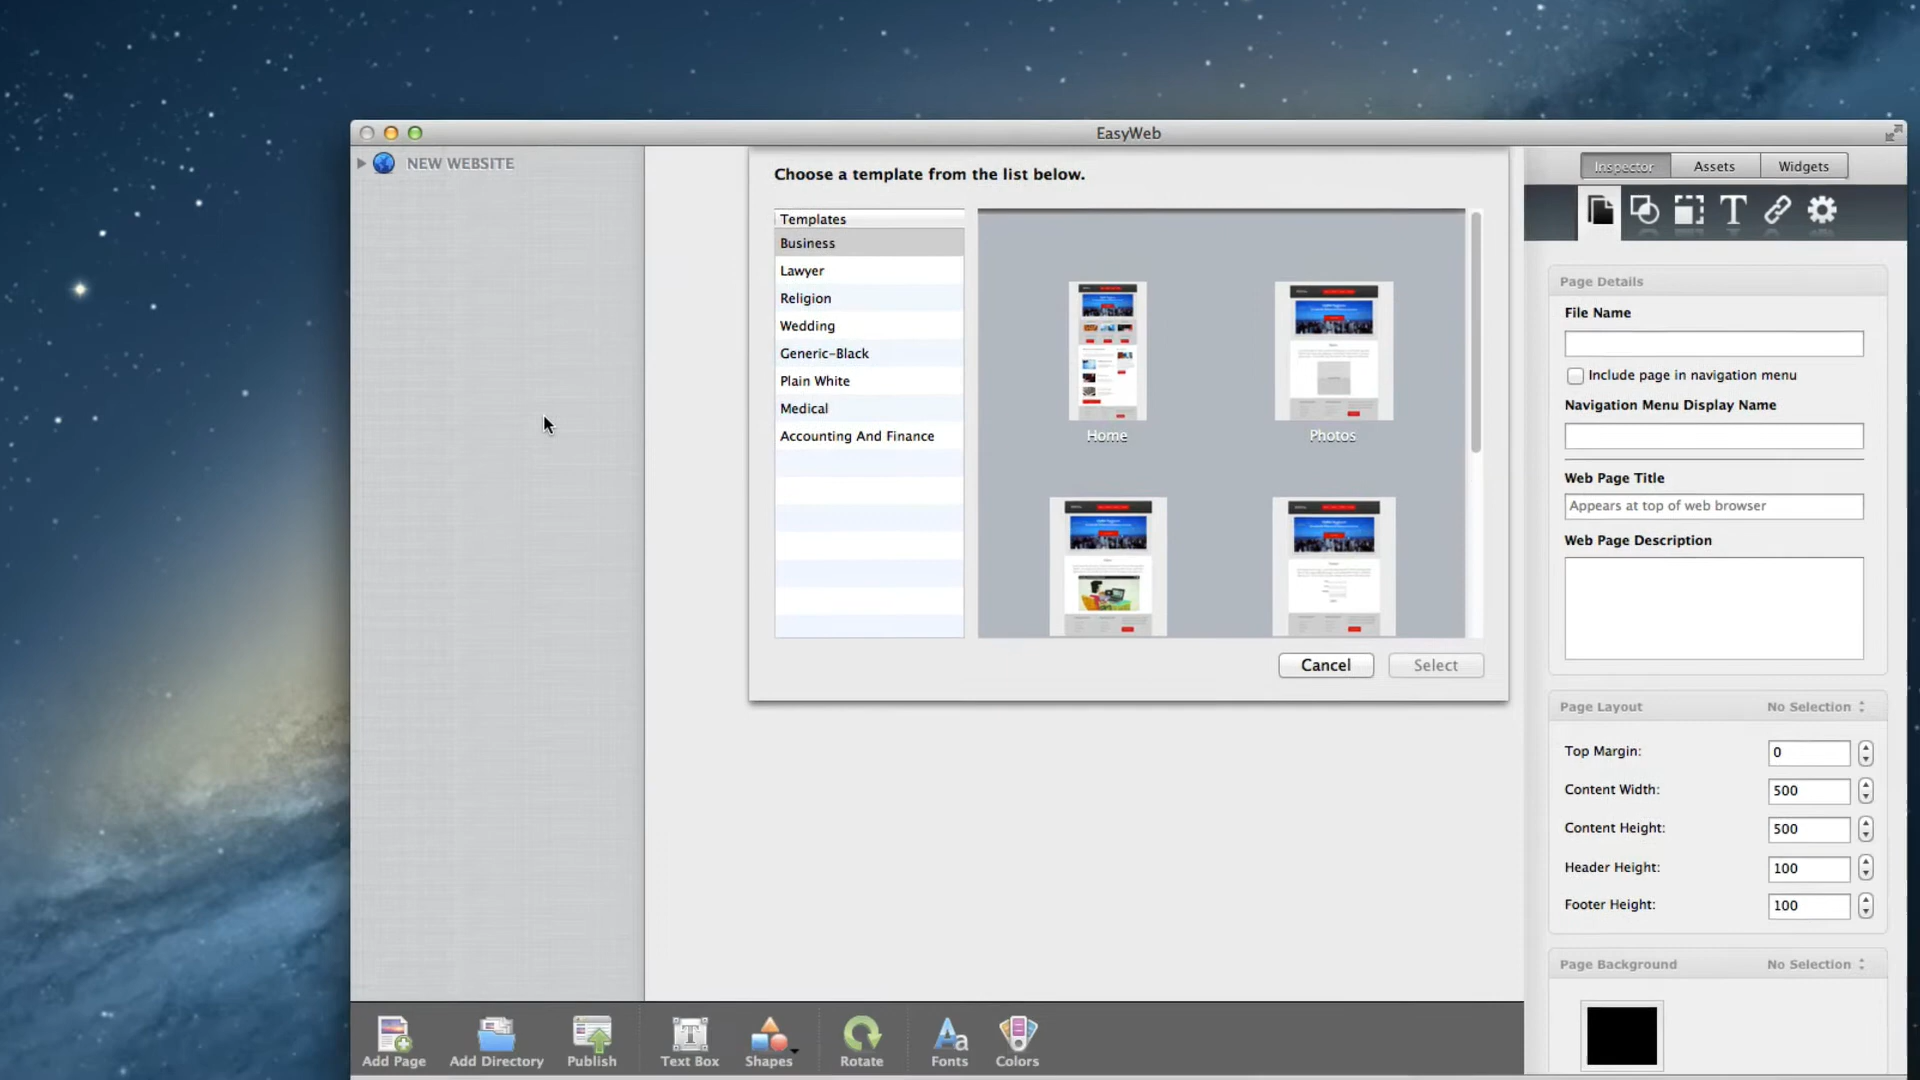 EasyWeb
NEW WEBSITE
Choose a template from the list below.
Templates
Business
Lawyer
Religion
Wedding
Generic-Black
Plain White
Medical
Accounting And Finance
Home
Photos
Cancel
Select
Inspector
Assets
Widgets
Page Details
File Name
Include page in navigation menu
Navigation Menu Display Name
Web Page Title
Appears at top of web browser
Web Page Description
Page Layout No Selection
Top Margin: 0
Content Width: 500
Content Height: 500
Header Height: 100
Footer Height: 100
Page Background No Selection
Add Page
Add Directory
Publish
Text Box
Shapes
Rotate
Fonts
Colors